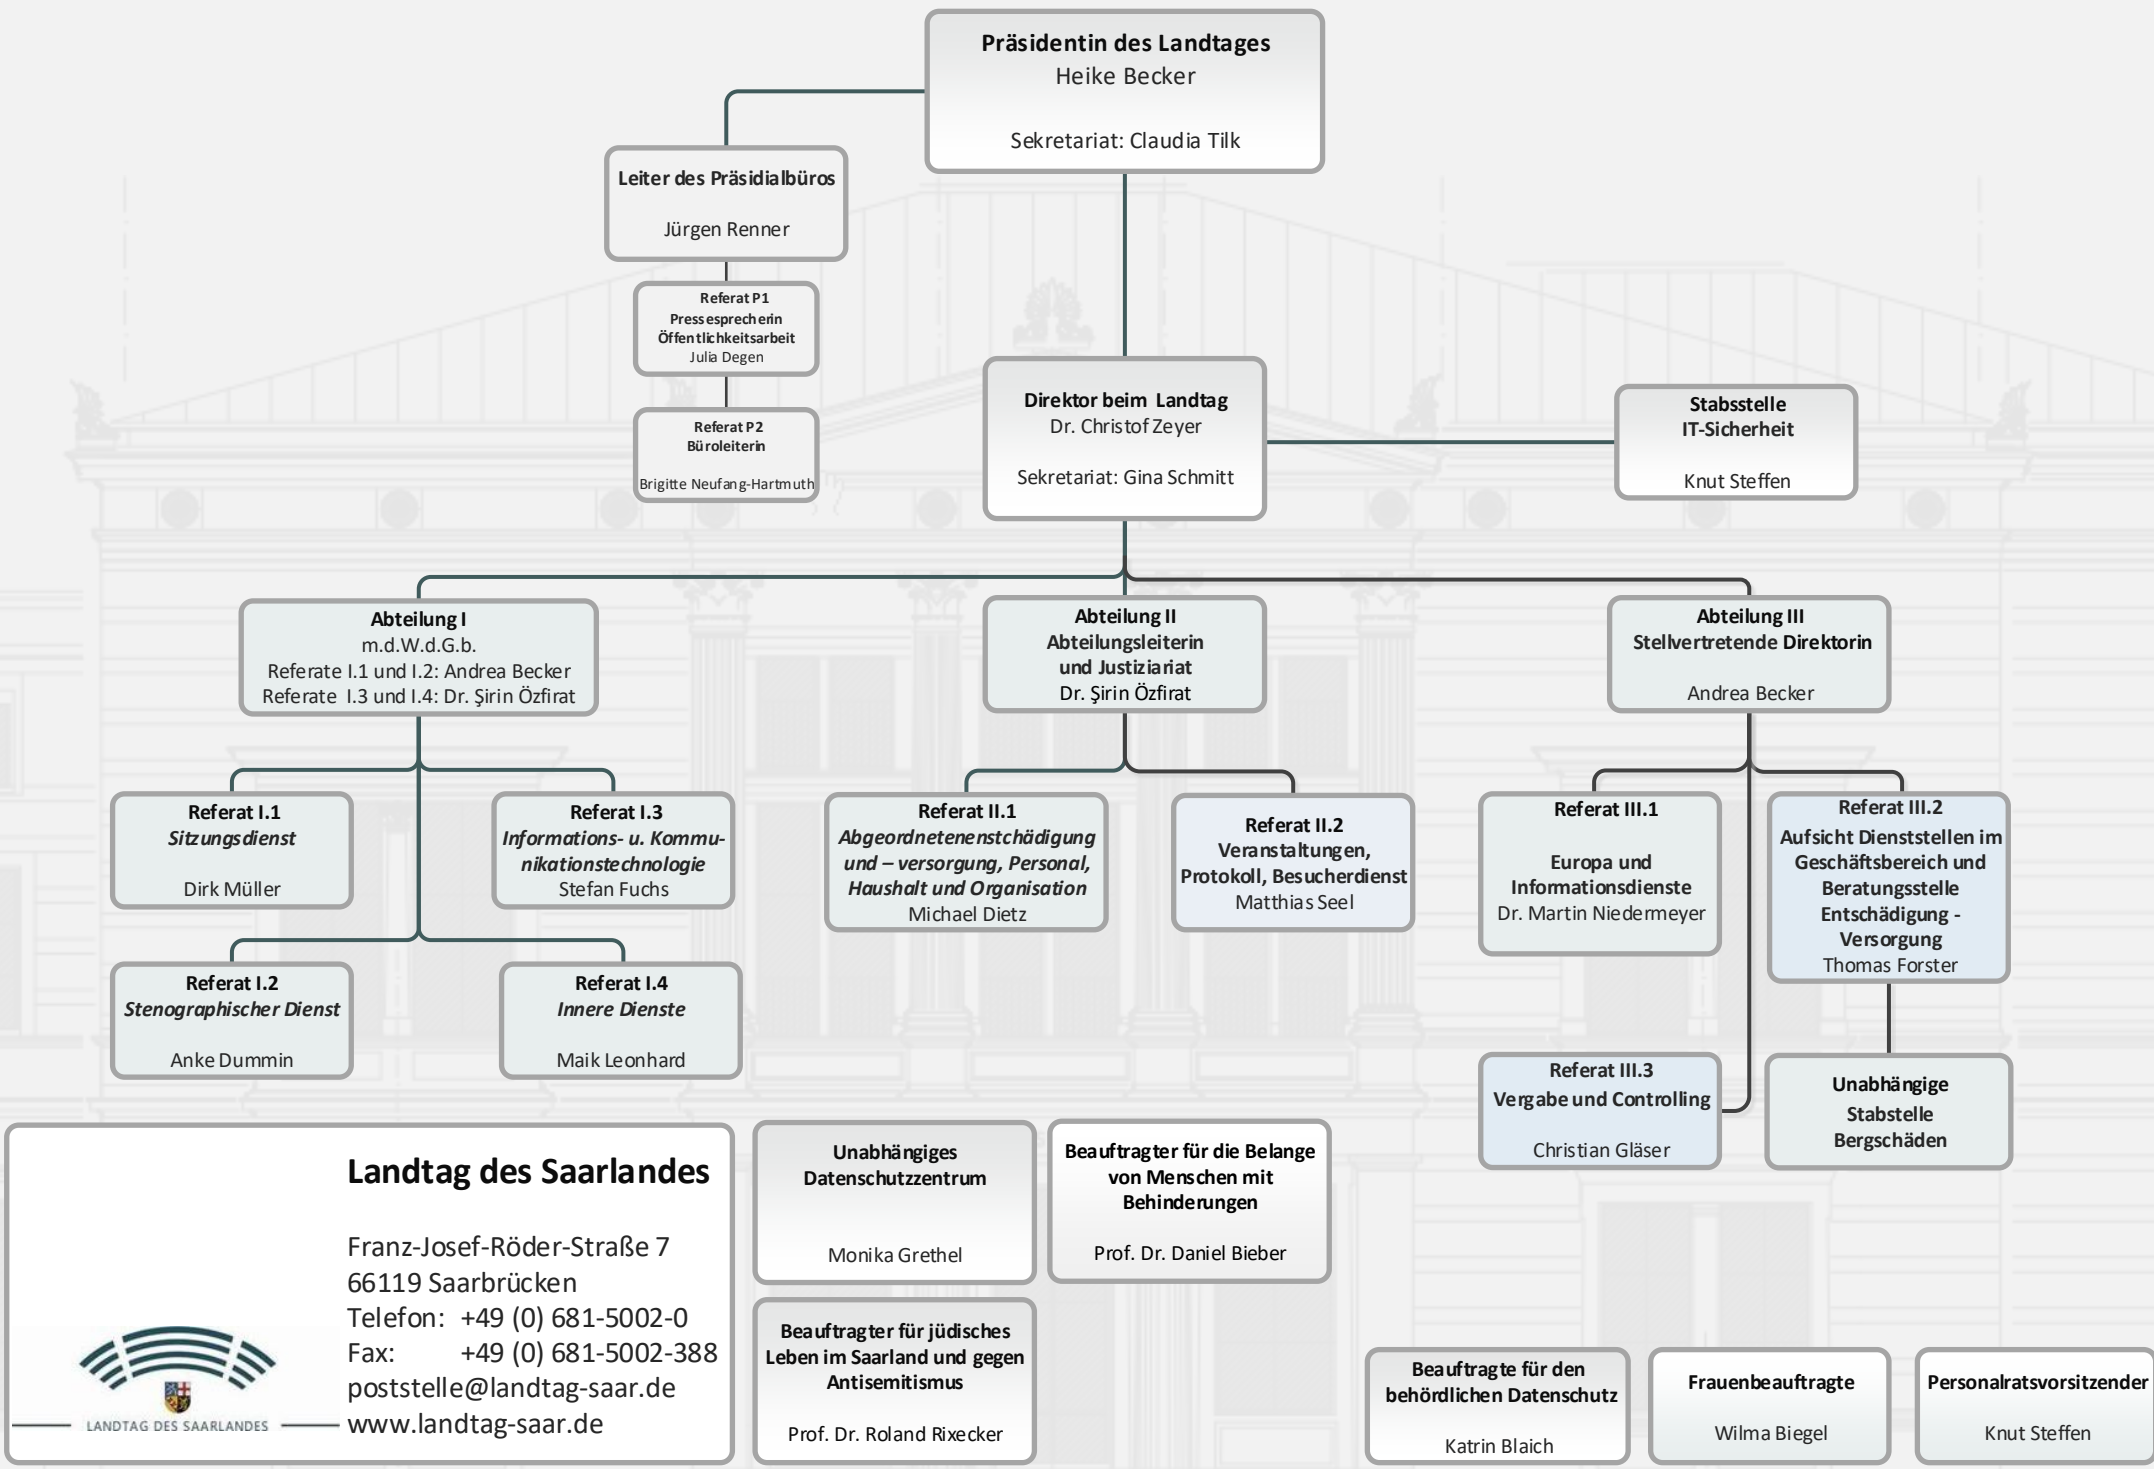 Präsidentin des Landtages
Heike Becker
Sekretariat: Claudia Tilk
Leiter des Präsidialbüros
Jürgen Renner
Referat P1
Pressesprecherin
Öffentlichkeitsarbeit
Julia Degen
Referat P2
Büroleiterin
Brigitte Neufang-Hartmuth
Direktor beim Landtag
Dr. Christof Zeyer
Sekretariat: Gina Schmitt
Stabsstelle
IT-Sicherheit
Knut Steffen
Abteilung I
m.d.W.d.G.b.
Referate I.1 und I.2: Andrea Becker
Referate I.3 und I.4: Dr. Şirin Özfirat
Abteilung II
Abteilungsleiterin
und Justiziariat
Dr. Şirin Özfirat
Abteilung III
Stellvertretende Direktorin
Andrea Becker
Referat I.1
Sitzungsdienst
Dirk Müller
Referat I.3
Informations- u. Kommu-
nikationstechnologie
Stefan Fuchs
Referat II.1
Abgeordnetenenstchädigung
und – versorgung, Personal,
Haushalt und Organisation
Michael Dietz
Referat II.2
Veranstaltungen,
Protokoll, Besucherdienst
Matthias Seel
Referat III.1
Europa und
Informationsdienste
Dr. Martin Niedermeyer
Referat III.2
Aufsicht Dienststellen im
Geschäftsbereich und
Beratungsstelle
Entschädigung -
Versorgung
Thomas Forster
Referat I.2
Stenographischer Dienst
Anke Dummin
Referat I.4
Innere Dienste
Maik Leonhard
Referat III.3
Vergabe und Controlling
Christian Gläser
Unabhängige
Stabstelle
Bergschäden
Landtag des Saarlandes
Franz-Josef-Röder-Straße 7
66119 Saarbrücken
Telefon: +49 (0) 681-5002-0
Fax: +49 (0) 681-5002-388
poststelle@landtag-saar.de
www.landtag-saar.de
LANDTAG DES SAARLANDES
Unabhängiges
Datenschutzzentrum
Monika Grethel
Beauftragter für die Belange
von Menschen mit
Behinderungen
Prof. Dr. Daniel Bieber
Beauftragter für jüdisches
Leben im Saarland und gegen
Antisemitismus
Prof. Dr. Roland Rixecker
Beauftragte für den
behördlichen Datenschutz
Katrin Blaich
Frauenbeauftragte
Wilma Biegel
Personalratsvorsitzender
Knut Steffen